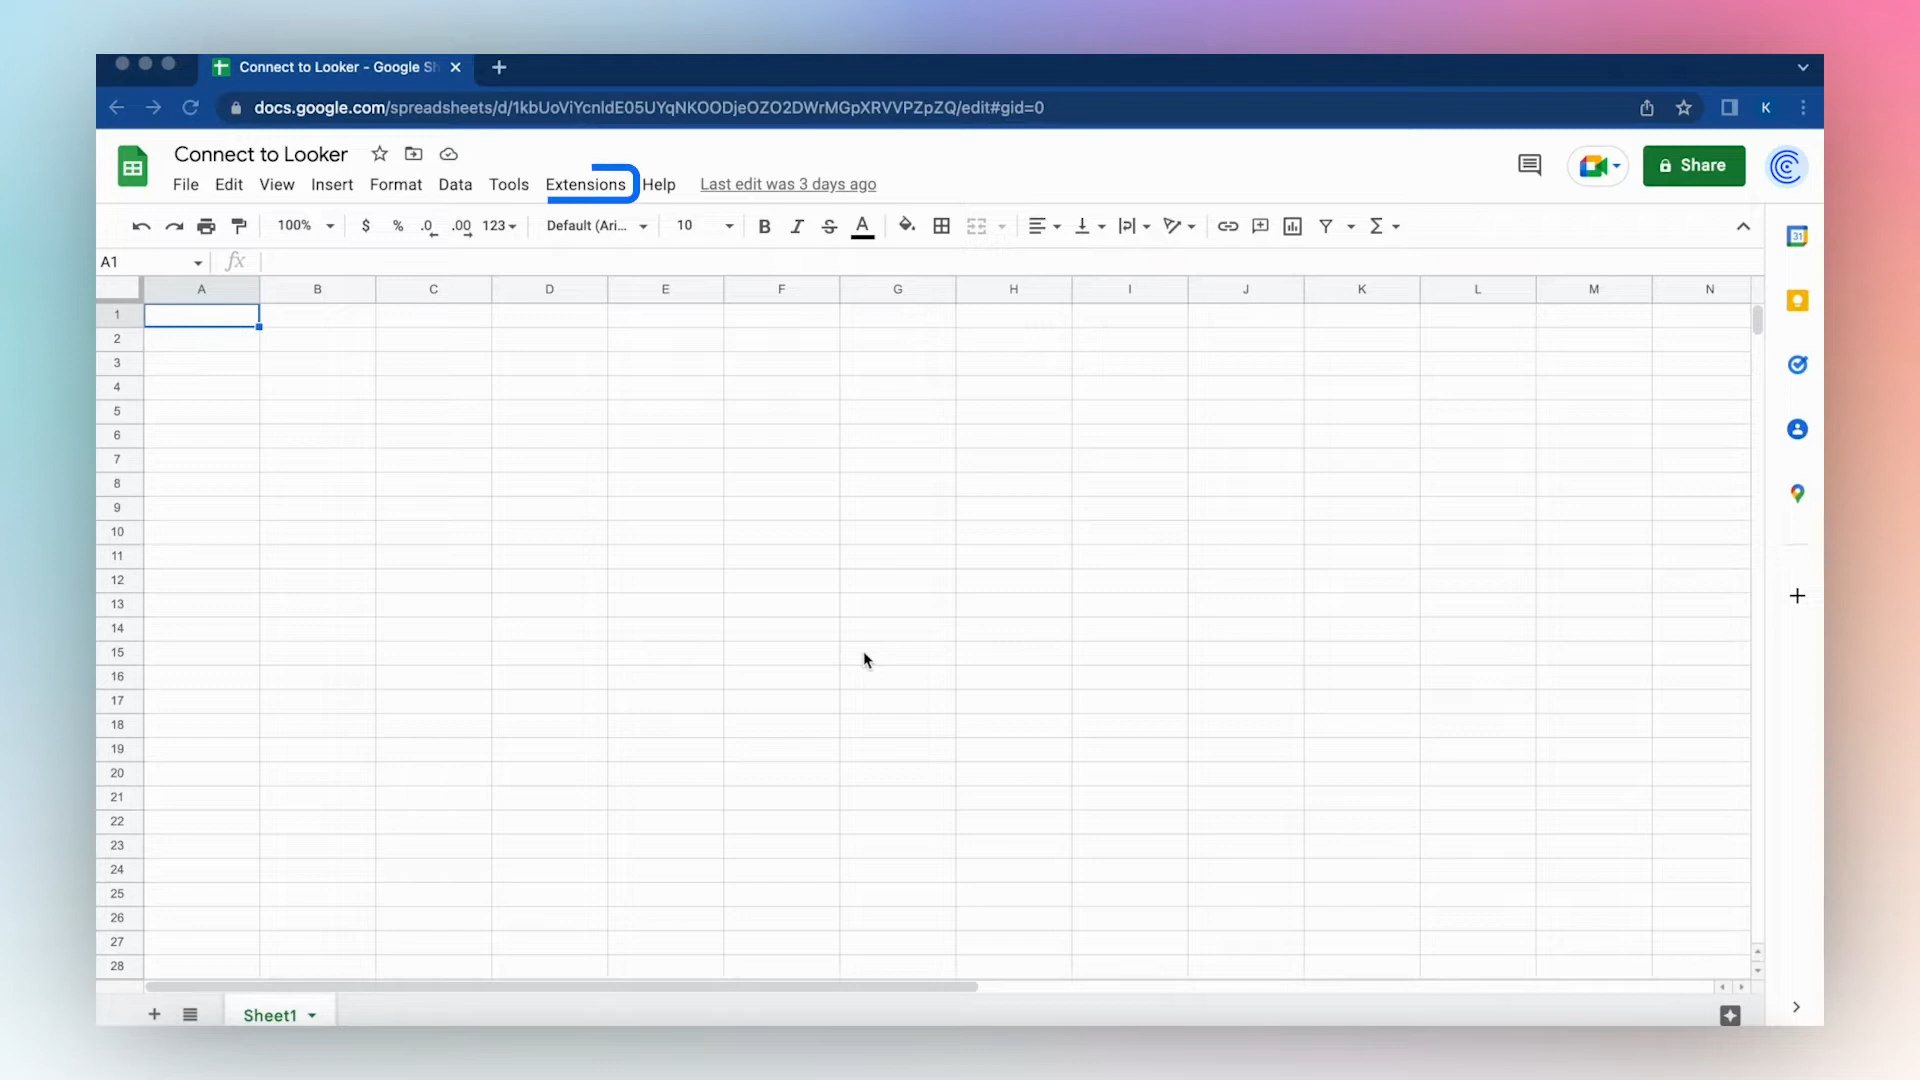 Connect to Looker - Google Sh
docs.google.com/spreadsheets/d/1kbUoViYcnldE05UYqNKOODjeOZO2DWrMGpXRVVPZpZQ/edit#gid=0
K
Connect to Looker
Share
File Edit View Insert Format Data Tools Extensions Help Last edit was 3 days ago
100% $ % .0 .00 123 Default (Ari... 10 B I S A
31
A1 fx
A B C D E F G H I J K L M N
1
2
3
4
5
6
7
8
9
10
11
12
13
14
15
16
17
18
19
20
21
22
23
24
25
26
27
28
Sheet1